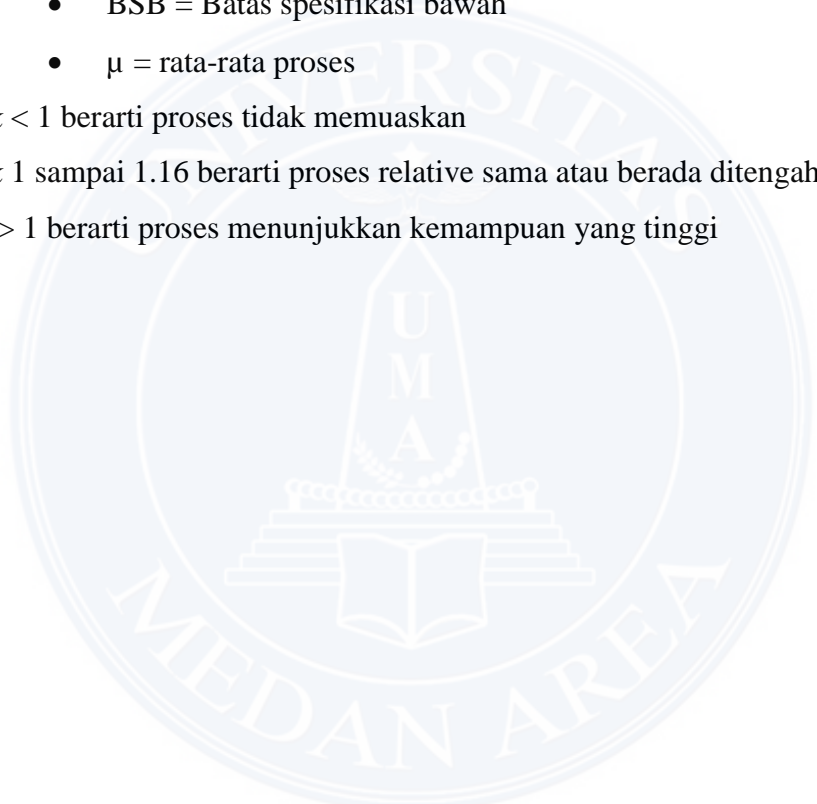 • BSB = Batas spesifikasi bawah
• μ = rata-rata proses
< 1 berarti proses tidak memuaskan
1 sampai 1.16 berarti proses relative sama atau berada ditengah
> 1 berarti proses menunjukkan kemampuan yang tinggi
UNIVERSITAS
U
M
A
MEDAN AREA